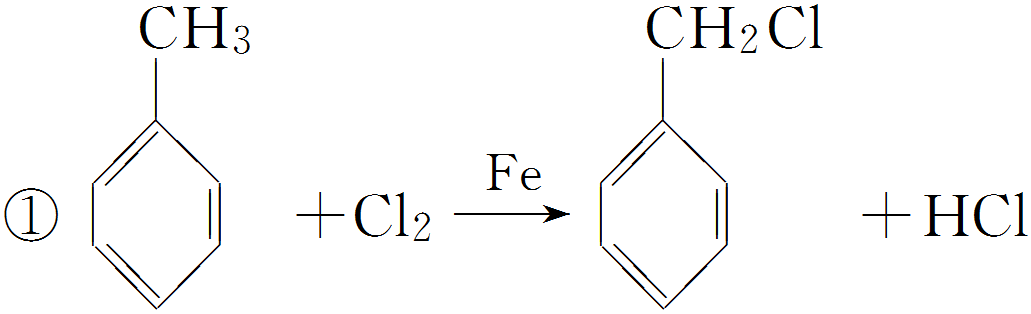 CH₃ CH₂Cl
① +Cl₂ Fe +HCl